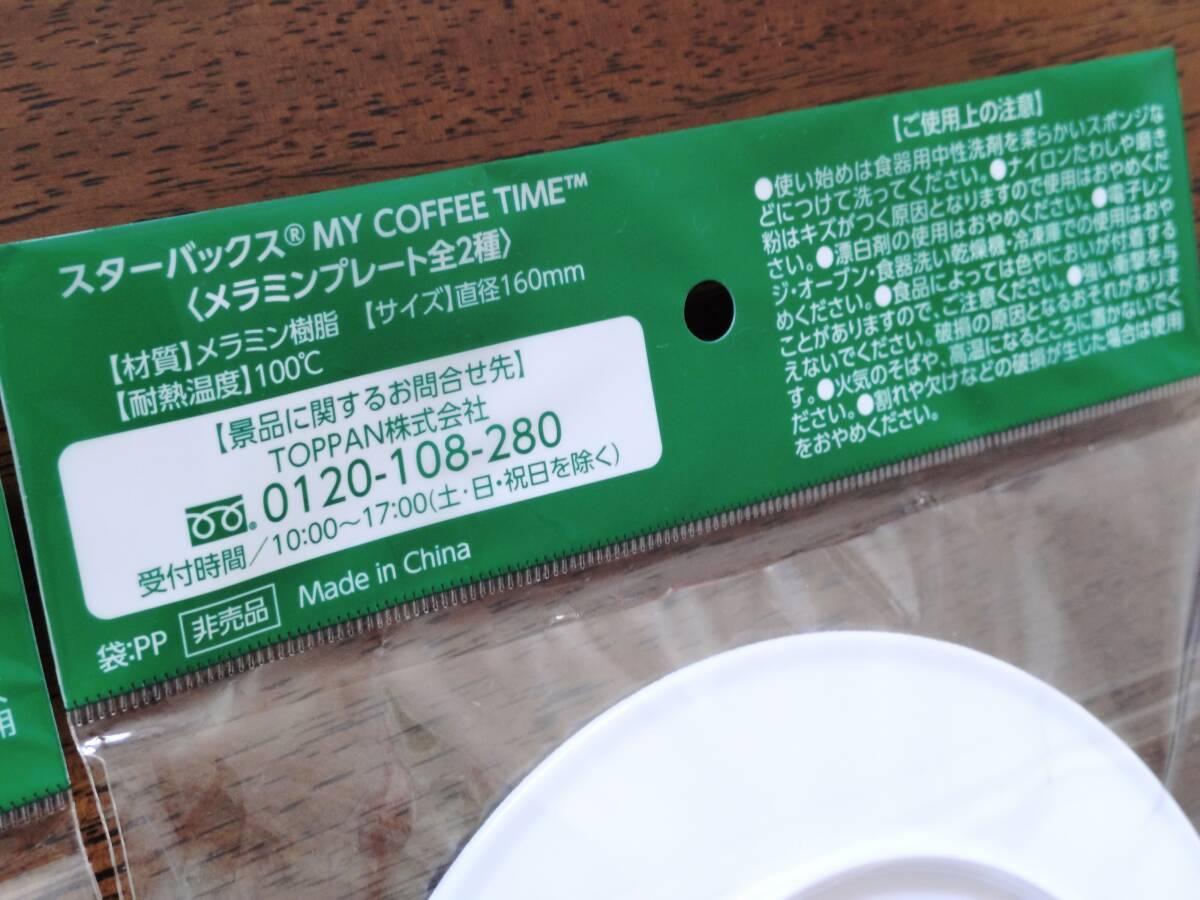 スターバックス® MY COFFEE TIME™
〈メラミンプレート全2種〉
【材質】メラミン樹脂 【サイズ】直径160mm
【耐熱温度】100℃
【景品に関するお問合せ先】
TOPPAN株式会社
0120-108-280
受付時間/10:00〜17:00(土・日・祝日を除く)
袋:PP 非売品 Made in China
【ご使用上の注意】
●使い始めは食器用中性洗剤を柔らかいスポンジな
どにつけて洗ってください。●ナイロンたわしや磨き
粉はキズがつく原因となりますので使用はおやめくだ
さい。●漂白剤の使用はおやめください。●電子レン
ジ・オーブン・食器洗い乾燥機・冷凍庫での使用はおや
めください。●食品によっては色やにおいが付着する
ことがありますので、ご注意ください。●強い衝撃を与
えないでください。破損の原因となるおそれがありま
す。●火気のそばや、高温になるところに置かないでく
ださい。●割れや欠けなどの破損が生じた場合は使用
をおやめください。
用